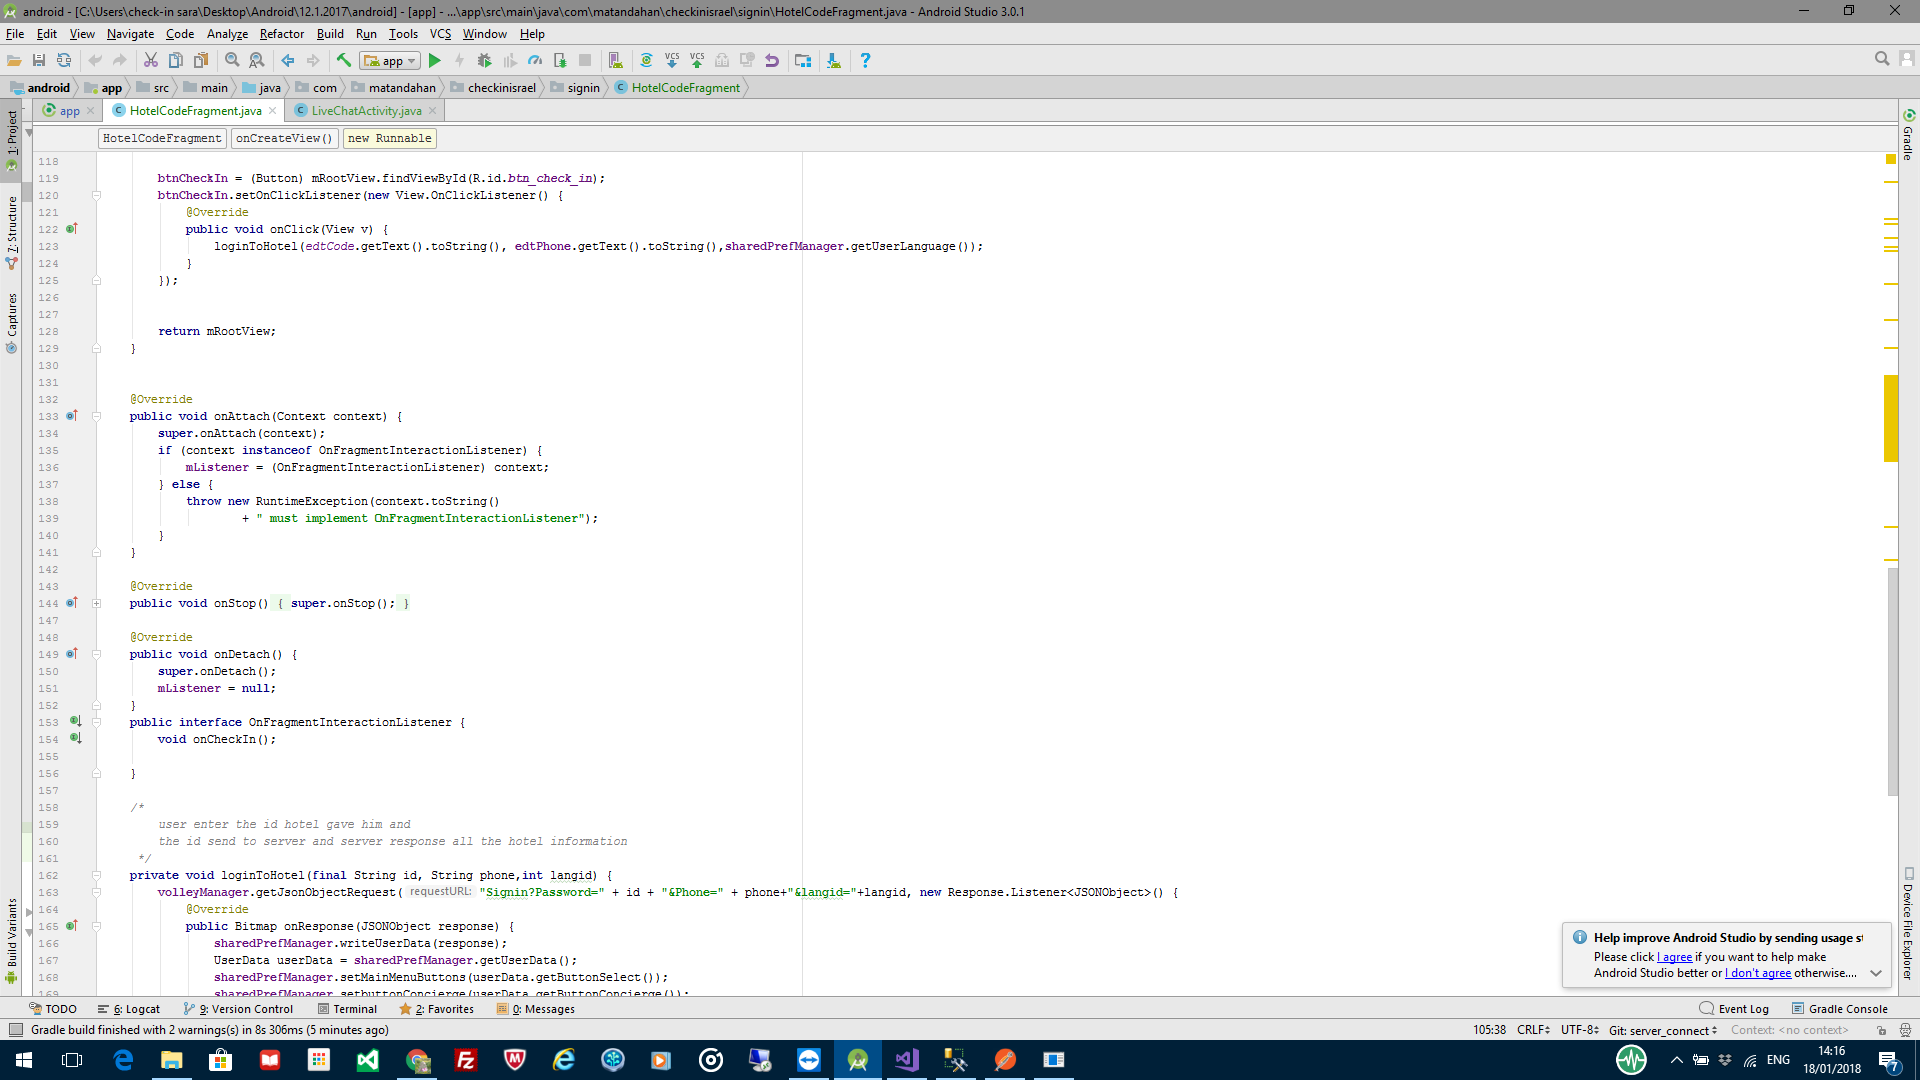 android - [C:\Users\check-in sara\Desktop\Android\12.1.2017\android] - [app] - ...\app\src\main\java\com\matandahan\checkinisrael\signin\HotelCodeFragment.java - Android Studio 3.0.1
File Edit View Navigate Code Analyze Refactor Build Run Tools VCS Window Help
app
android app src main java com matandahan checkinisrael signin HotelCodeFragment
app HotelCodeFragment.java LiveChatActivity.java
HotelCodeFragment onCreateView() new Runnable
1: Project
7: Structure
Captures
Build Variants
Gradle
Device File Explorer
118
119 btnCheckIn = (Button) mRootView.findViewById(R.id.btn_check_in);
120 btnCheckIn.setOnClickListener(new View.OnClickListener() {
121 @Override
122 public void onClick(View v) {
123 loginToHotel(edtCode.getText().toString(), edtPhone.getText().toString(),sharedPrefManager.getUserLanguage());
124 }
125 });
126
127
128 return mRootView;
129 }
130
131
132 @Override
133 public void onAttach(Context context) {
134 super.onAttach(context);
135 if (context instanceof OnFragmentInteractionListener) {
136 mListener = (OnFragmentInteractionListener) context;
137 } else {
138 throw new RuntimeException(context.toString()
139 + " must implement OnFragmentInteractionListener");
140 }
141 }
142
143 @Override
144 public void onStop() { super.onStop(); }
147
148 @Override
149 public void onDetach() {
150 super.onDetach();
151 mListener = null;
152 }
153 public interface OnFragmentInteractionListener {
154 void onCheckIn();
155
156 }
157
158 /*
159 user enter the id hotel gave him and
160 the id send to server and server response all the hotel information
161 */
162 private void loginToHotel(final String id, String phone,int langid) {
163 volleyManager.getJsonObjectRequest( requestURL: "Signin?Password=" + id + "&Phone=" + phone+"&langid="+langid, new Response.Listener<JSONObject>() {
164 @Override
165 public Bitmap onResponse(JSONObject response) {
166 sharedPrefManager.writeUserData(response);
167 UserData userData = sharedPrefManager.getUserData();
168 sharedPrefManager.setMainMenuButtons(userData.getButtonSelect());
169 sharedPrefManager.setbuttonConcierge(userData.getButtonConcierge());
Help improve Android Studio by sending usage st
Please click I agree if you want to help make
Android Studio better or I don't agree otherwise....
TODO 6: Logcat 9: Version Control Terminal 2: Favorites 0: Messages Event Log Gradle Console
Gradle build finished with 2 warnings(s) in 8s 306ms (5 minutes ago) 105:38 CRLF UTF-8 Git: server_connect Context: <no context>
ENG 14:16
18/01/2018
7